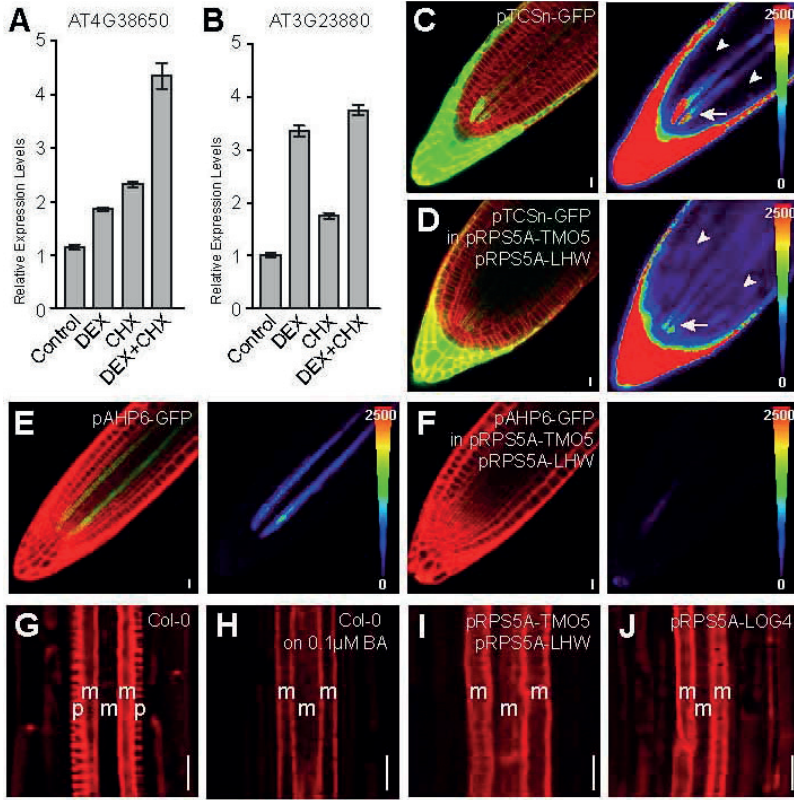 A
AT4G38650
Relative Expression Levels
5
4
3
2
1
0
Control
DEX
CHX
DEX+CHX
B
AT3G23880
Relative Expression Levels
5
4
3
2
1
0
Control
DEX
CHX
DEX+CHX
C
pTCSn-GFP
2500
0
D
pTCSn-GFP
in pRPS5A-TMO5
pRPS5A-LHW
2500
0
E
pAHP6-GFP
2500
0
F
pAHP6-GFP
in pRPS5A-TMO5
pRPS5A-LHW
2500
0
G
Col-0
m m
p m p
H
Col-0
on 0.1µM BA
m m
m
I
pRPS5A-TMO5
pRPS5A-LHW
m m
m
J
pRPS5A-LOG4
m m
m